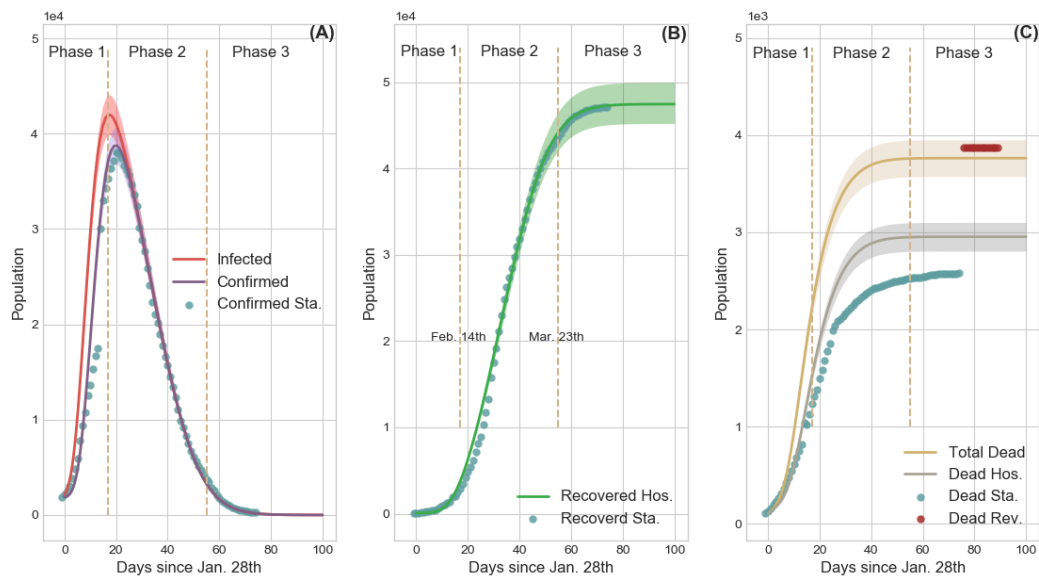 1e4
(A)
5
Phase 1
Phase 2
Phase 3
4
3
2
1
0
Population
Infected
Confirmed
Confirmed Sta.
0
20
40
60
80
100
Days since Jan. 28th
1e4
(B)
5
Phase 1
Phase 2
Phase 3
4
3
2
1
0
Population
Feb. 14th
Mar. 23th
Recovered Hos.
Recoverd Sta.
0
20
40
60
80
100
Days since Jan. 28th
1e3
(C)
5
Phase 1
Phase 2
Phase 3
4
3
2
1
0
Population
Total Dead
Dead Hos.
Dead Sta.
Dead Rev.
0
20
40
60
80
100
Days since Jan. 28th